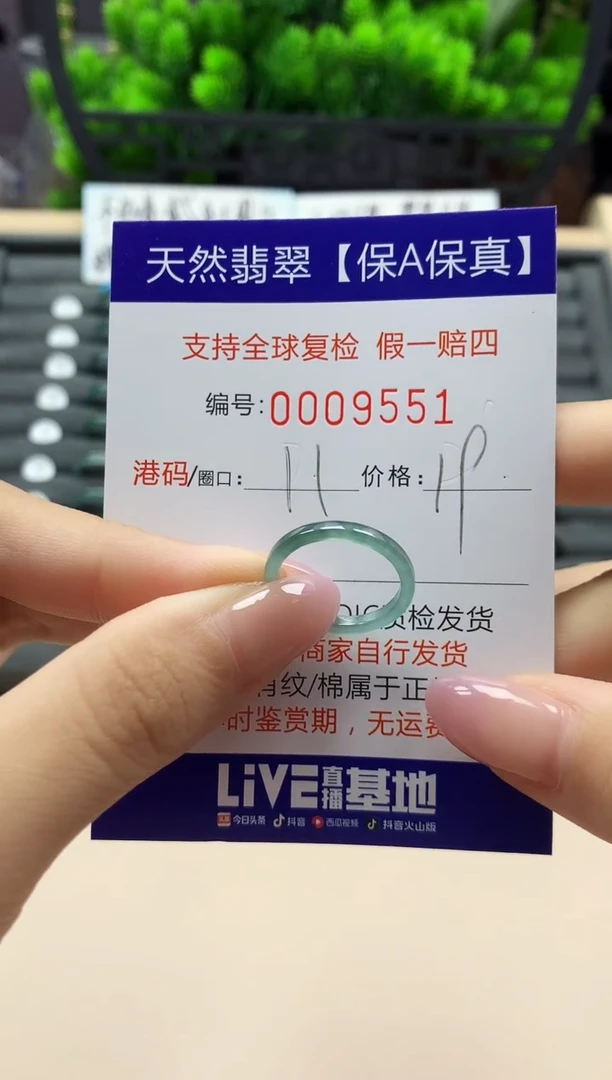 天然翡翠【保A保真】
支持全球复检 假一赔四
编号:0009551
港码/圈口: 11 价格:
质检发货
商家自行发货
纹/棉属于正
时鉴赏期，无运费
LiVE直播基地
今日头条 抖音 西瓜视频 抖音火山版